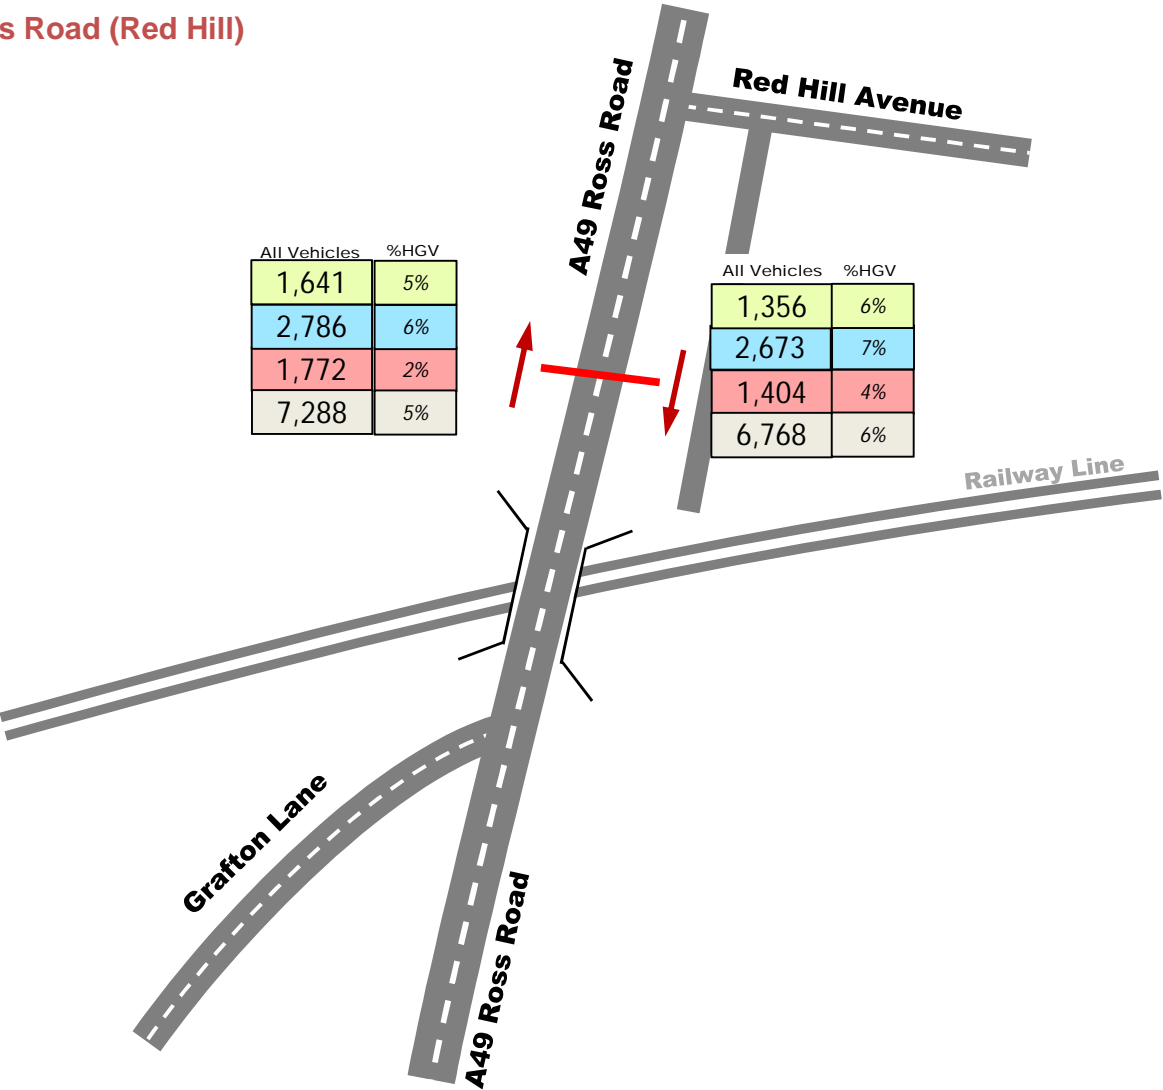 s Road (Red Hill)
Red Hill Avenue
A49 Ross Road
All Vehicles %HGV
1,641 5%
2,786 6%
1,772 2%
7,288 5%
All Vehicles %HGV
1,356 6%
2,673 7%
1,404 4%
6,768 6%
Railway Line
Grafton Lane
A49 Ross Road